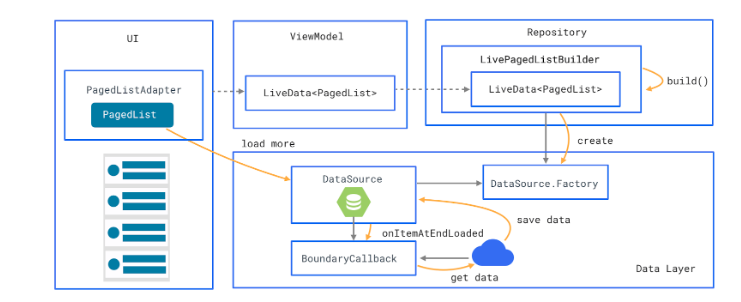 UI
ViewModel
Repository
LivePagedListBuilder
PagedListAdapter
PagedList
LiveData<PagedList>
LiveData<PagedList>
build()
load more
create
DataSource
DataSource.Factory
save data
onItemAtEndLoaded
BoundaryCallback
get data
Data Layer